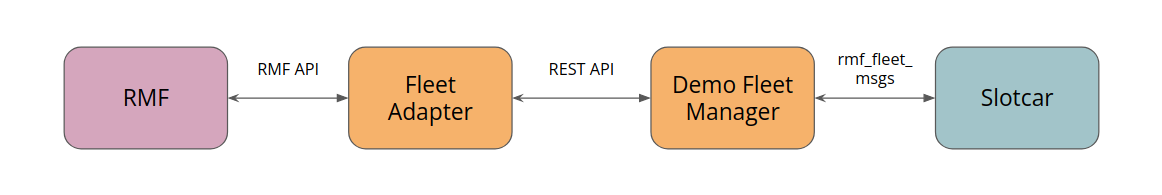 RMF
RMF API
Fleet
Adapter
REST API
Demo Fleet
Manager
rmf_fleet_
msgs
Slotcar